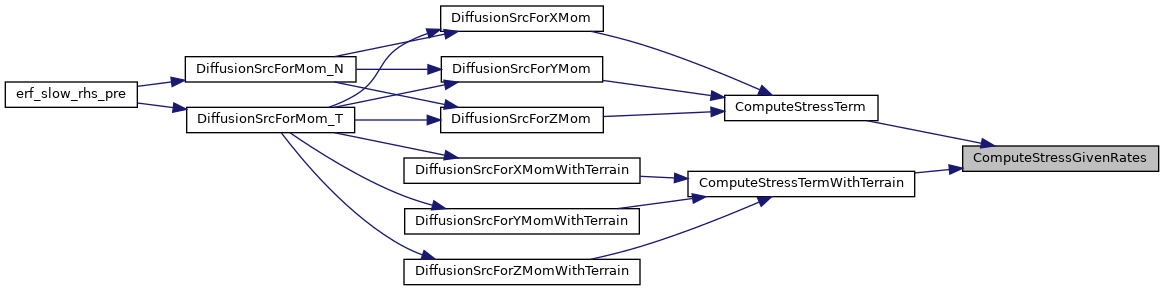 DiffusionSrcForXMom
DiffusionSrcForMom_N
DiffusionSrcForYMom
erf_slow_rhs_pre
ComputeStressTerm
DiffusionSrcForMom_T
DiffusionSrcForZMom
ComputeStressGivenRates
DiffusionSrcForXMomWithTerrain
ComputeStressTermWithTerrain
DiffusionSrcForYMomWithTerrain
DiffusionSrcForZMomWithTerrain